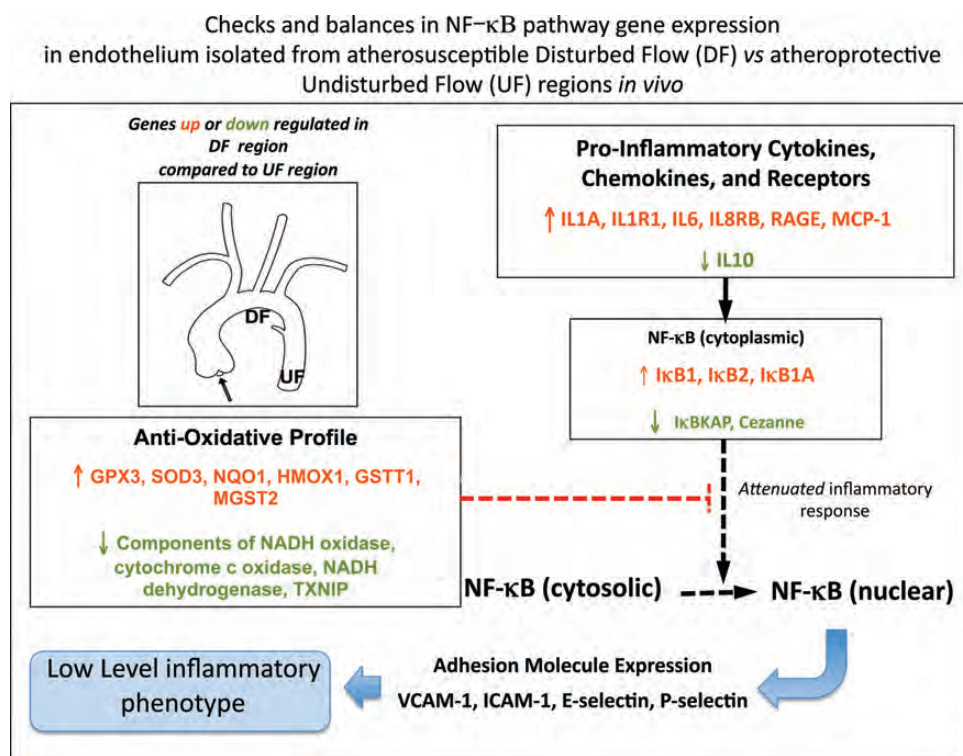 Checks and balances in NF−κB pathway gene expression
in endothelium isolated from atherosusceptible Disturbed Flow (DF) vs atheroprotective
Undisturbed Flow (UF) regions in vivo
Genes up or down regulated in
DF region
compared to UF region
DF
UF
Pro-Inflammatory Cytokines,
Chemokines, and Receptors
↑ IL1A, IL1R1, IL6, IL8RB, RAGE, MCP-1
↓ IL10
NF-κB (cytoplasmic)
↑ IκB1, IκB2, IκB1A
↓ IκBKAP, Cezanne
Anti-Oxidative Profile
↑ GPX3, SOD3, NQO1, HMOX1, GSTT1,
MGST2
↓ Components of NADH oxidase,
cytochrome c oxidase, NADH
dehydrogenase, TXNIP
Attenuated inflammatory
response
NF-κB (cytosolic)
NF-κB (nuclear)
Adhesion Molecule Expression
VCAM-1, ICAM-1, E-selectin, P-selectin
Low Level inflammatory
phenotype